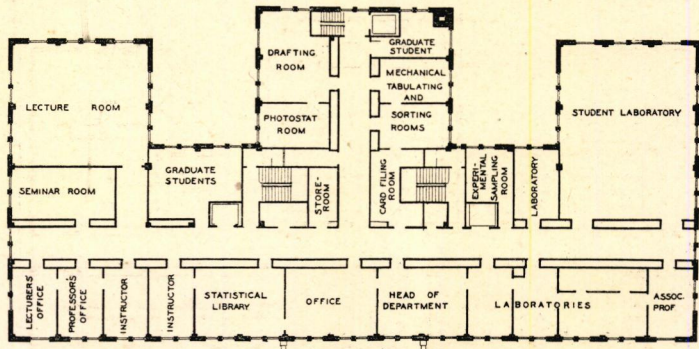 DRAFTING
ROOM
GRADUATE
STUDENT
MECHANICAL
TABULATING
AND
SORTING
ROOMS
LECTURE ROOM
PHOTOSTAT
ROOM
STUDENT LABORATORY
GRADUATE
STUDENTS
SEMINAR ROOM
STORE-
ROOM
CARD FILING
ROOM
EXPERI-
MENTAL
SAMPLING
ROOM
LABORATORY
LECTURERS'
OFFICE
PROFESSOR'S
OFFICE
INSTRUCTOR
INSTRUCTOR
STATISTICAL
LIBRARY
OFFICE
HEAD OF
DEPARTMENT
LABORATORIES
ASSOC.
PROF